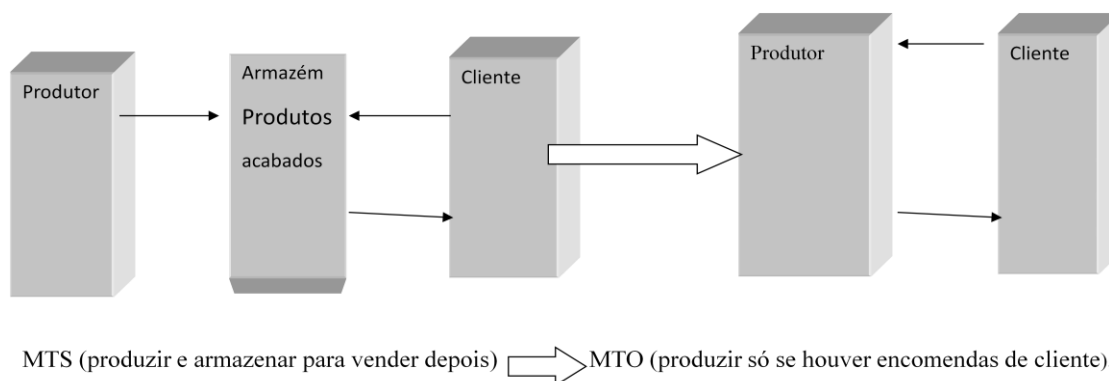 Produtor
Armazém
Produtos
acabados
Cliente
Produtor
Cliente
MTS (produzir e armazenar para vender depois) MTO (produzir só se houver encomendas de cliente)